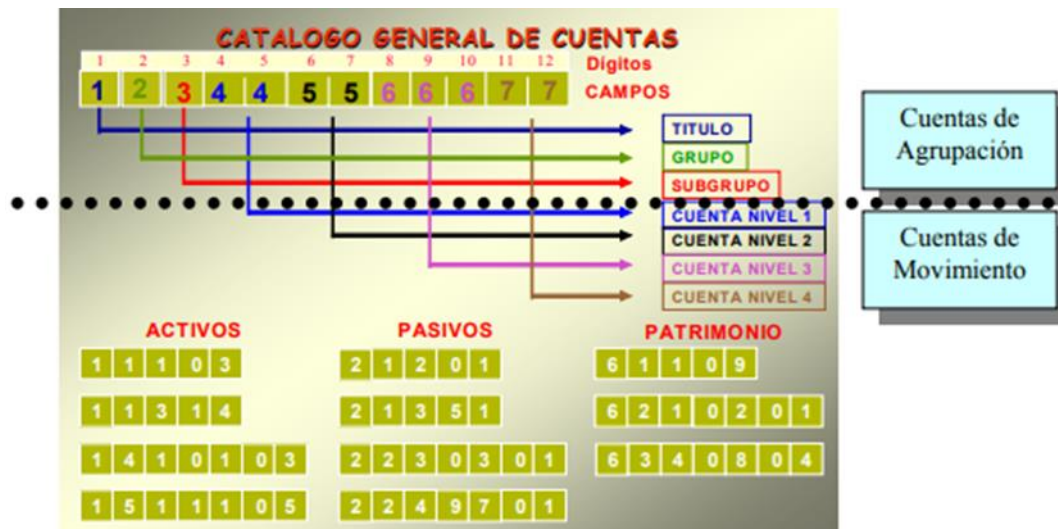 CATALOGO GENERAL DE CUENTAS
1 2 3 4 5 6 7 8 9 10 11 12 Dígitos
1 2 3 4 4 5 5 6 6 6 7 7 CAMPOS
TITULO
GRUPO
SUBGRUPO
CUENTA NIVEL 1
CUENTA NIVEL 2
CUENTA NIVEL 3
CUENTA NIVEL 4
Cuentas de
Agrupación
Cuentas de
Movimiento
ACTIVOS PASIVOS PATRIMONIO
1 1 1 0 3 2 1 2 0 1 6 1 1 0 9
1 1 3 1 4 2 1 3 5 1 6 2 1 0 2 0 1
1 4 1 0 1 0 3 2 2 3 0 3 0 1 6 3 4 0 8 0 4
1 5 1 1 1 0 5 2 2 4 9 7 0 1